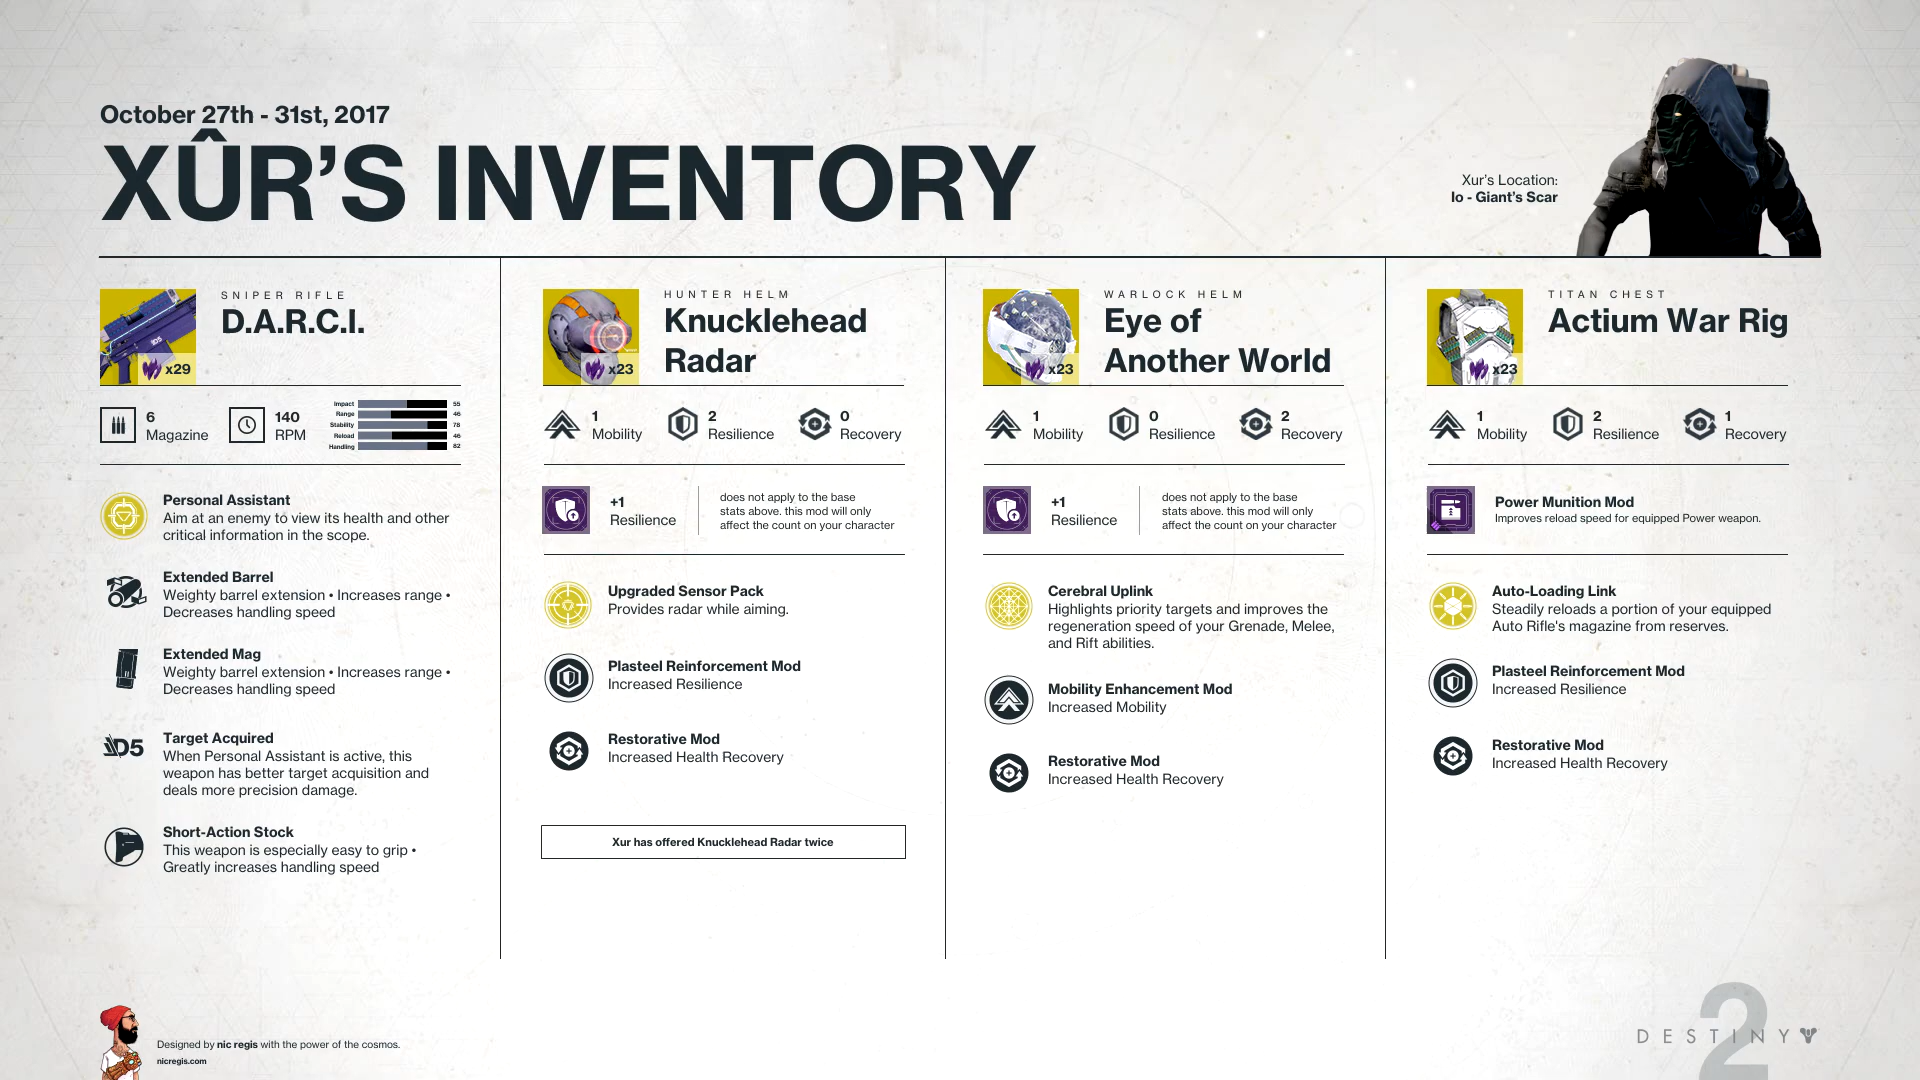 October 27th - 31st, 2017
XÛR'S INVENTORY
Xur's Location:
Io - Giant's Scar
SNIPER RIFLE
D.A.R.C.I.
x29
6
Magazine
140
RPM
Impact 55
Range 46
Stability 78
Reload 46
Handling 82
Personal Assistant
Aim at an enemy to view its health and other
critical information in the scope.
Extended Barrel
Weighty barrel extension • Increases range •
Decreases handling speed
Extended Mag
Weighty barrel extension • Increases range •
Decreases handling speed
D5
Target Acquired
When Personal Assistant is active, this
weapon has better target acquisition and
deals more precision damage.
Short-Action Stock
This weapon is especially easy to grip •
Greatly increases handling speed
HUNTER HELM
Knucklehead
Radar
x23
1
Mobility
2
Resilience
0
Recovery
+1
Resilience
does not apply to the base
stats above. this mod will only
affect the count on your character
Upgraded Sensor Pack
Provides radar while aiming.
Plasteel Reinforcement Mod
Increased Resilience
Restorative Mod
Increased Health Recovery
Xur has offered Knucklehead Radar twice
WARLOCK HELM
Eye of
Another World
x23
1
Mobility
0
Resilience
2
Recovery
+1
Resilience
does not apply to the base
stats above. this mod will only
affect the count on your character
Cerebral Uplink
Highlights priority targets and improves the
regeneration speed of your Grenade, Melee,
and Rift abilities.
Mobility Enhancement Mod
Increased Mobility
Restorative Mod
Increased Health Recovery
TITAN CHEST
Actium War Rig
x23
1
Mobility
2
Resilience
1
Recovery
Power Munition Mod
Improves reload speed for equipped Power weapon.
Auto-Loading Link
Steadily reloads a portion of your equipped
Auto Rifle's magazine from reserves.
Plasteel Reinforcement Mod
Increased Resilience
Restorative Mod
Increased Health Recovery
Designed by nic regis with the power of the cosmos.
nicregis.com
DESTINY 2